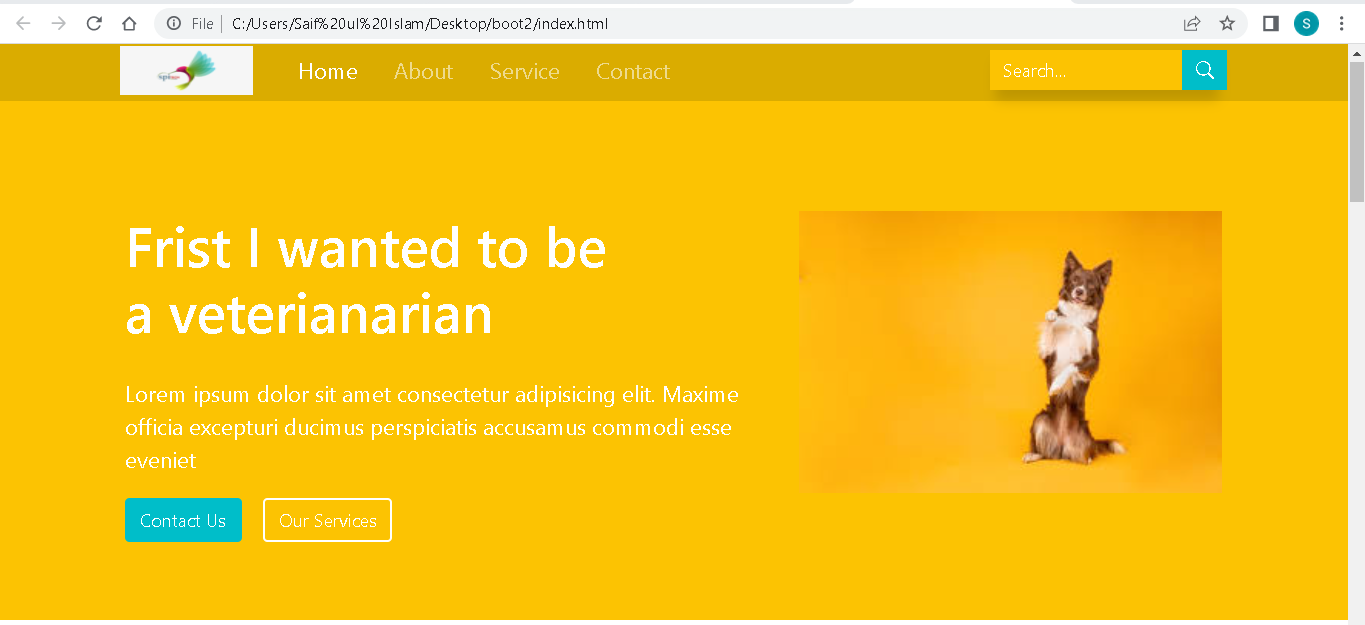 File
C:/Users/Saif%20ul%20Islam/Desktop/boot2/index.html
S
Home About Service Contact
Search...
Frist I wanted to be
a veterianarian
Lorem ipsum dolor sit amet consectetur adipisicing elit. Maxime
officia excepturi ducimus perspiciatis accusamus commodi esse
eveniet
Contact Us Our Services